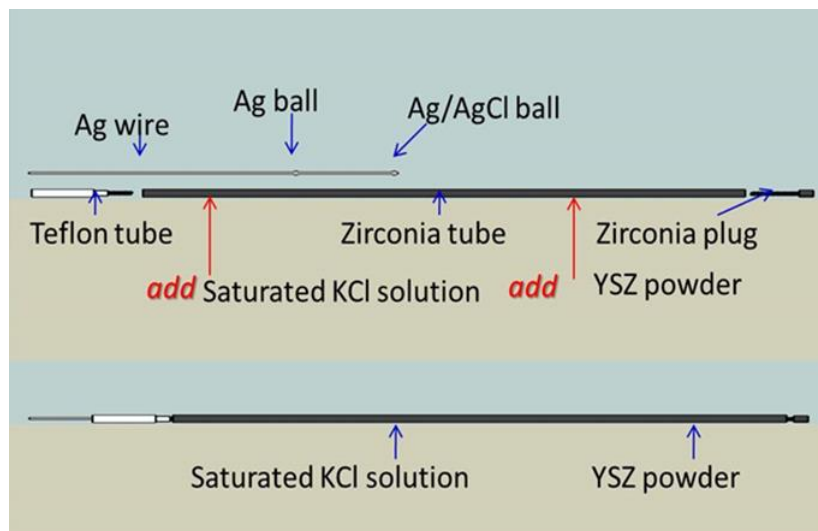 Ag wire
Ag ball
Ag/AgCl ball
Teflon tube
Zirconia tube
Zirconia plug
add Saturated KCl solution
add YSZ powder
Saturated KCl solution
YSZ powder